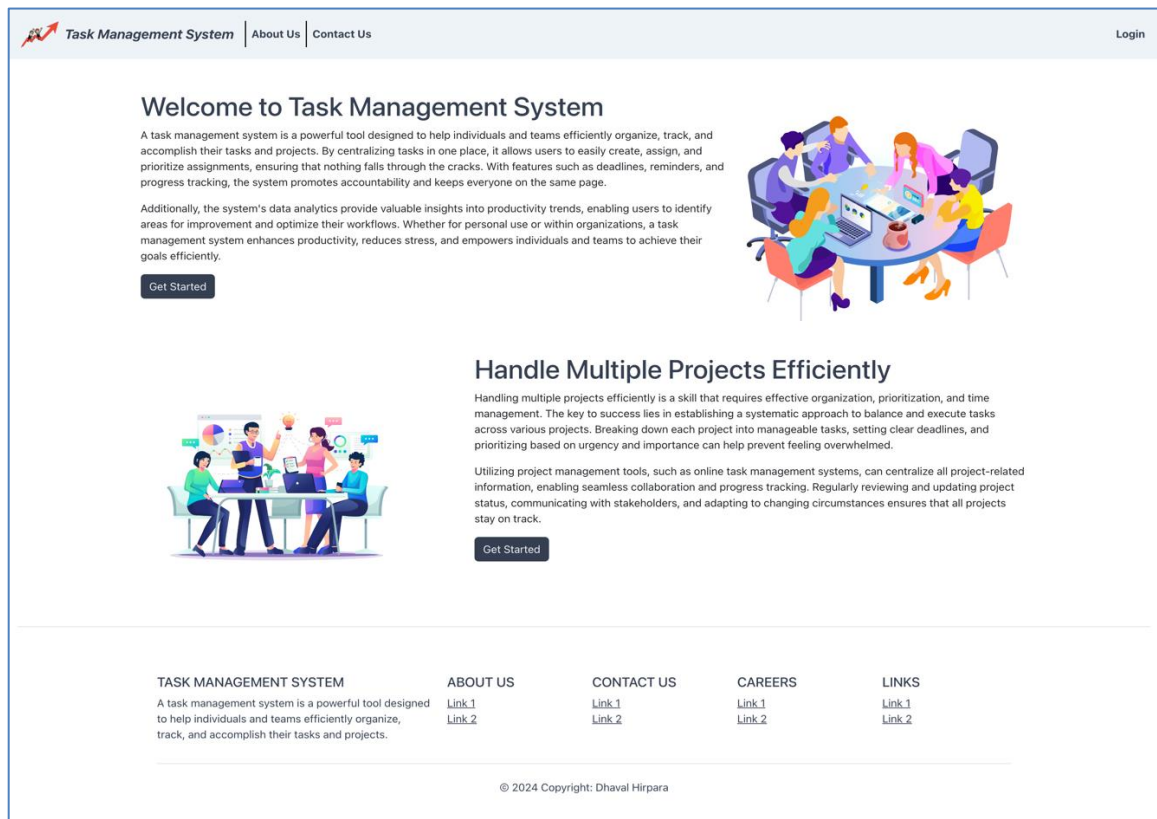 Task Management System
About Us
Contact Us
Login
Welcome to Task Management System
A task management system is a powerful tool designed to help individuals and teams efficiently organize, track, and
accomplish their tasks and projects. By centralizing tasks in one place, it allows users to easily create, assign, and
prioritize assignments, ensuring that nothing falls through the cracks. With features such as deadlines, reminders, and
progress tracking, the system promotes accountability and keeps everyone on the same page.
Additionally, the system's data analytics provide valuable insights into productivity trends, enabling users to identify
areas for improvement and optimize their workflows. Whether for personal use or within organizations, a task
management system enhances productivity, reduces stress, and empowers individuals and teams to achieve their
goals efficiently.
Get Started
Handle Multiple Projects Efficiently
Handling multiple projects efficiently is a skill that requires effective organization, prioritization, and time
management. The key to success lies in establishing a systematic approach to balance and execute tasks
across various projects. Breaking down each project into manageable tasks, setting clear deadlines, and
prioritizing based on urgency and importance can help prevent feeling overwhelmed.
Utilizing project management tools, such as online task management systems, can centralize all project-related
information, enabling seamless collaboration and progress tracking. Regularly reviewing and updating project
status, communicating with stakeholders, and adapting to changing circumstances ensures that all projects
stay on track.
Get Started
TASK MANAGEMENT SYSTEM
A task management system is a powerful tool designed
to help individuals and teams efficiently organize,
track, and accomplish their tasks and projects.
ABOUT US
Link 1
Link 2
CONTACT US
Link 1
Link 2
CAREERS
Link 1
Link 2
LINKS
Link 1
Link 2
© 2024 Copyright: Dhaval Hirpara